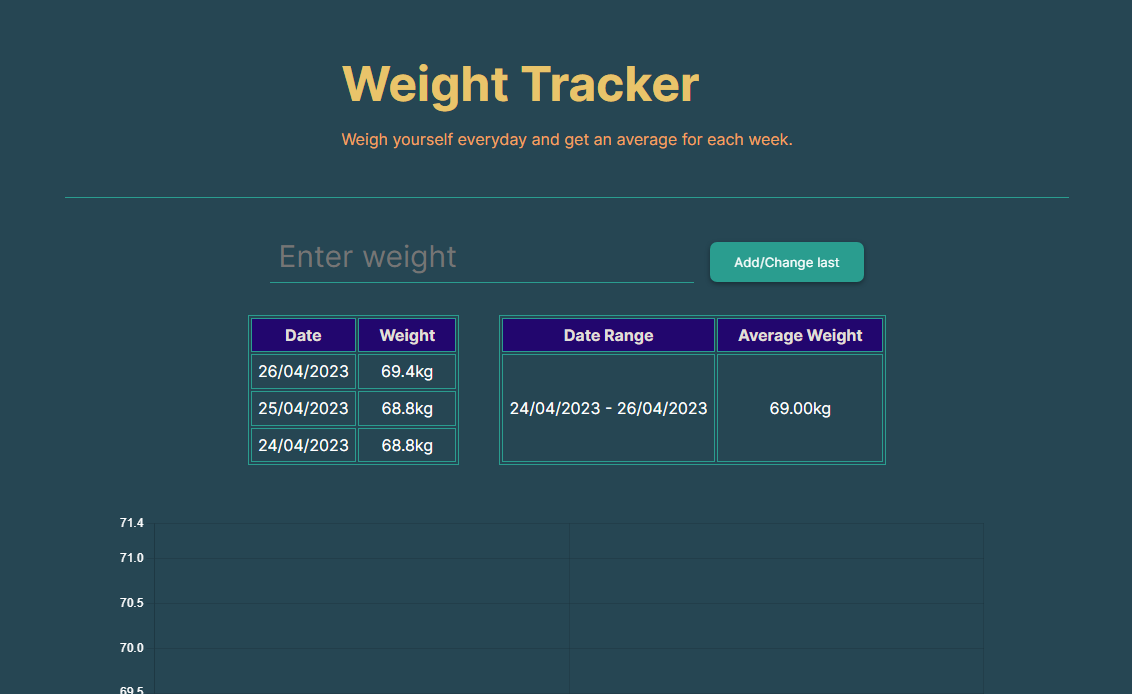 Weight Tracker
Weigh yourself everyday and get an average for each week.
Enter weight
Add/Change last
Date Weight
26/04/2023 69.4kg
25/04/2023 68.8kg
24/04/2023 68.8kg
Date Range Average Weight
24/04/2023 - 26/04/2023 69.00kg
71.4
71.0
70.5
70.0
69.5